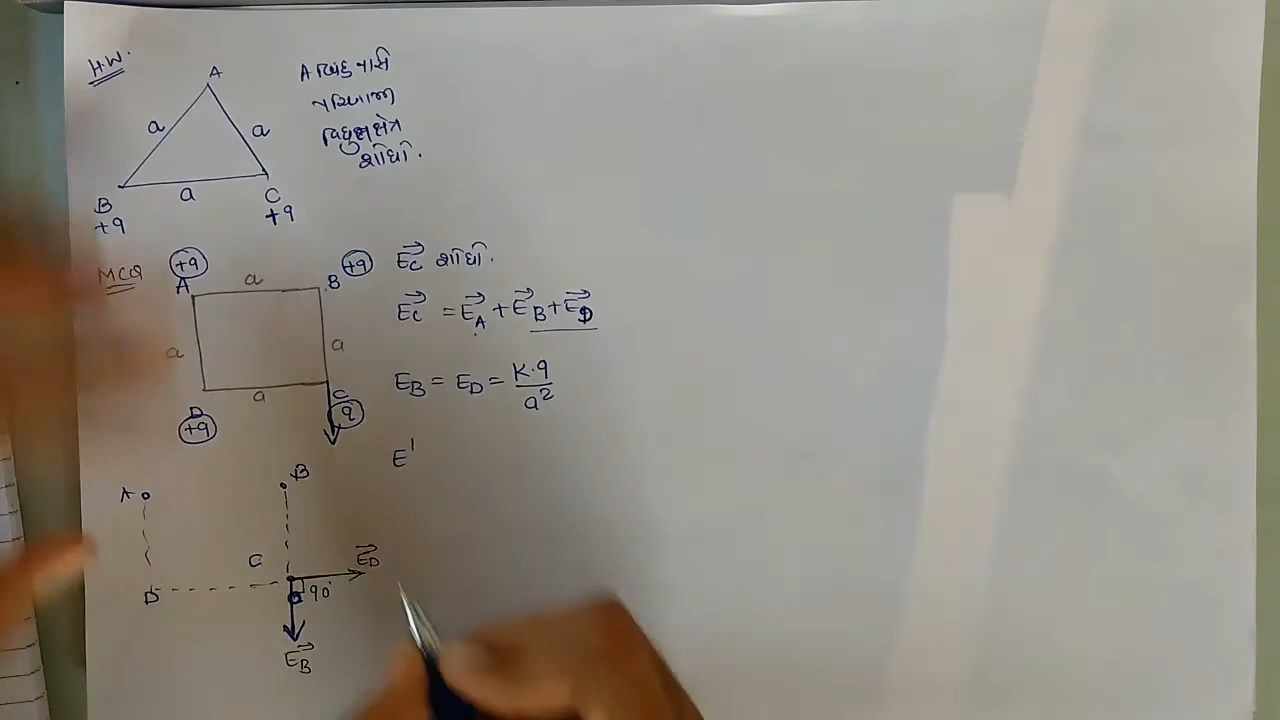 H.W.
A
a
a
a
B
+q
C
+q
A બિંદુ પાસે
પરિણામી
વિદ્યુતક્ષેત્ર
શોધો.
MCQ
+q
A
a
B
+q
a
a
a
D
+q
C
q
E⃗c શોધો.
E⃗c = E⃗A + E⃗B + E⃗D
EB = ED = K·q/a²
E'
A
B
C
D
E⃗D
90°
E⃗B